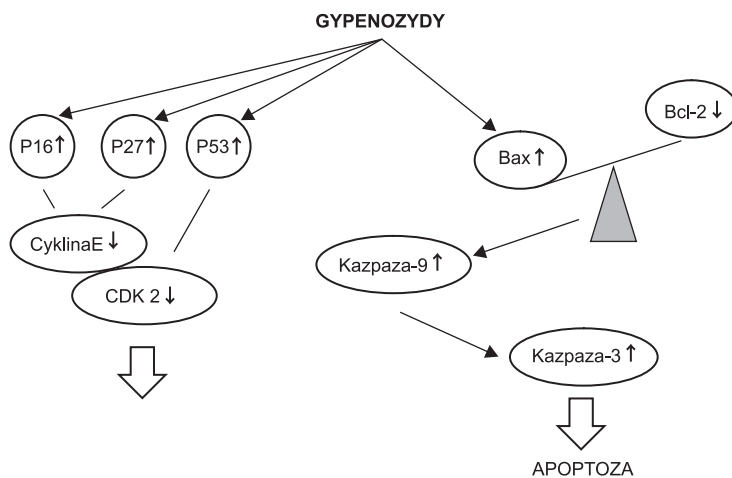 GYPENOZYDY
P16↑
P27↑
P53↑
Bax↑
Bcl-2↓
CyklinaE↓
CDK 2↓
Kazpaza-9↑
Kazpaza-3↑
APOPTOZA